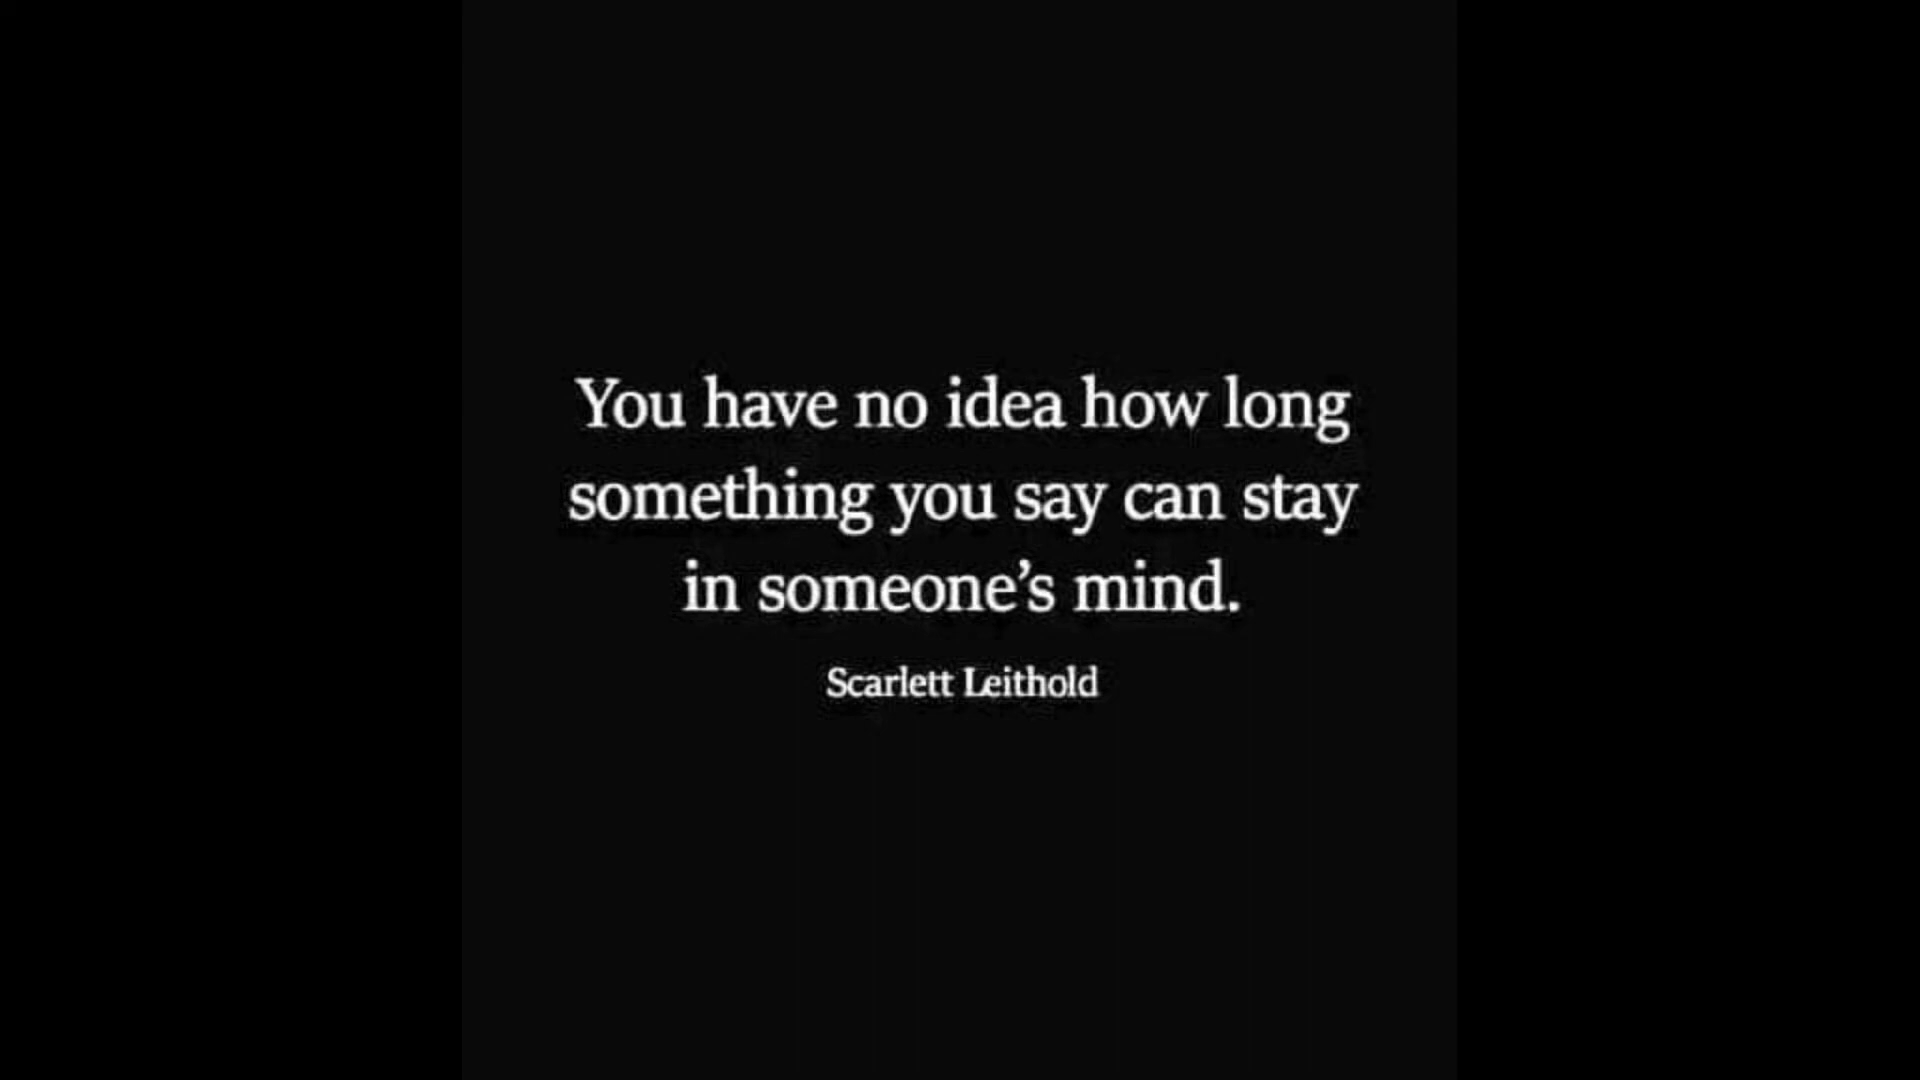 You have no idea how long
something you say can stay
in someone’s mind.
Scarlett Leithold